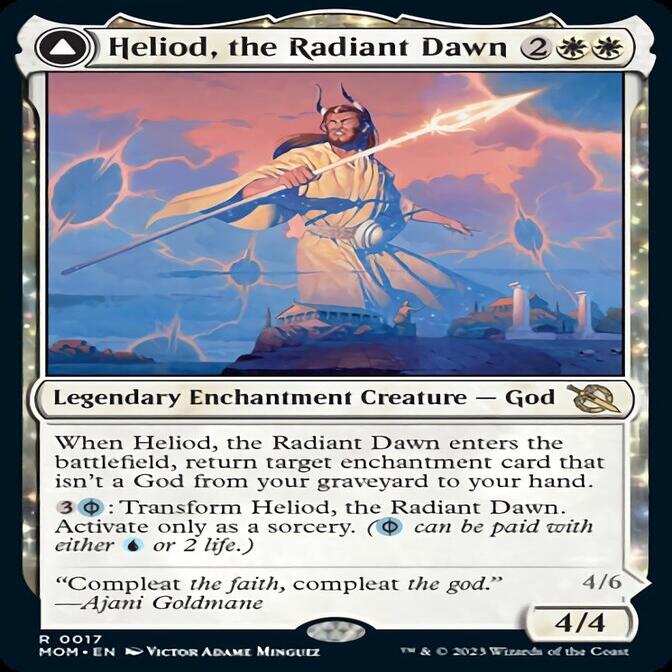 Heliod, the Radiant Dawn 2
Legendary Enchantment Creature — God
When Heliod, the Radiant Dawn enters the
battlefield, return target enchantment card that
isn't a God from your graveyard to your hand.
3 : Transform Heliod, the Radiant Dawn.
Activate only as a sorcery. ( can be paid with
either or 2 life.)
"Compleat the faith, compleat the god."
—Ajani Goldmane
4/6
4/4
R 0017
MOM • EN Victor Adame Minguez
™ & © 2023 Wizards of the Coast